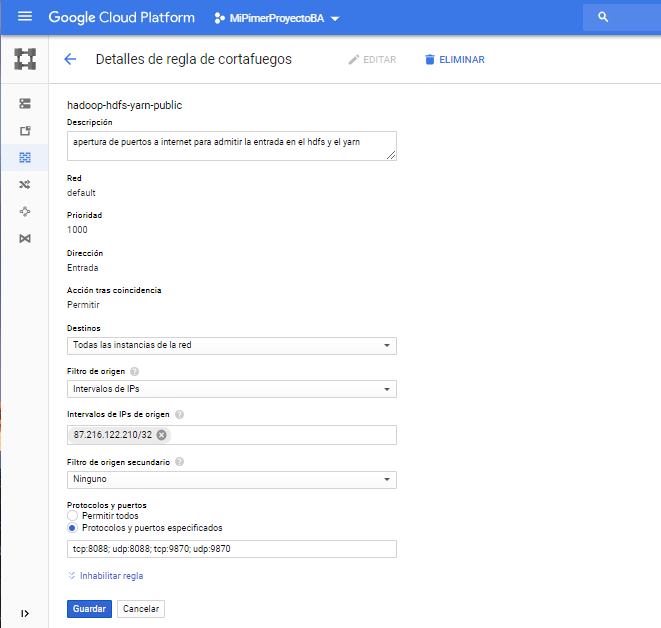 Google Cloud Platform
MiPimerProyectoBA
Detalles de regla de cortafuegos
EDITAR
ELIMINAR
hadoop-hdfs-yarn-public
Descripción
apertura de puertos a internet para admitir la entrada en el hdfs y el yarn
Red
default
Prioridad
1000
Dirección
Entrada
Acción tras coincidencia
Permitir
Destinos
Todas las instancias de la red
Filtro de origen
Intervalos de IPs
Intervalos de IPs de origen
87.216.122.210/32
Filtro de origen secundario
Ninguno
Protocolos y puertos
Permitir todos
Protocolos y puertos especificados
tcp:8088; udp:8088; tcp:9870; udp:9870
Inhabilitar regla
Guardar
Cancelar